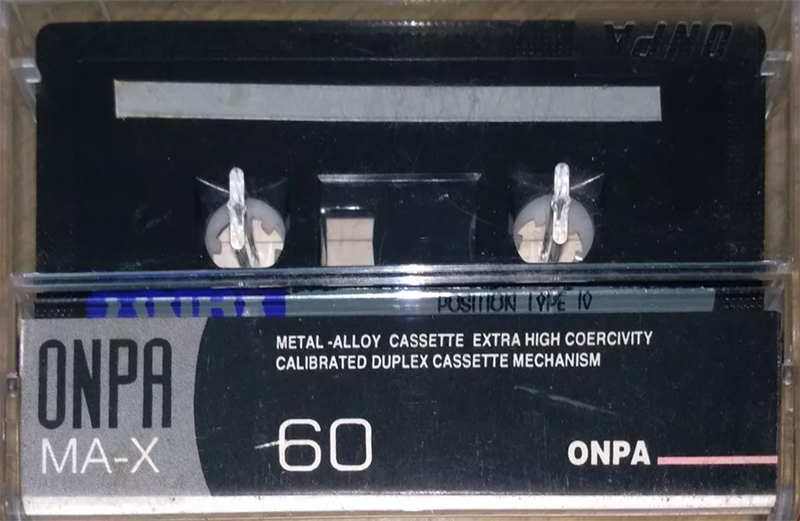 ONPA
POSITION TYPE IV
ONPA
MA-X
METAL-ALLOY CASSETTE EXTRA HIGH COERCIVITY
CALIBRATED DUPLEX CASSETTE MECHANISM
60
ONPA